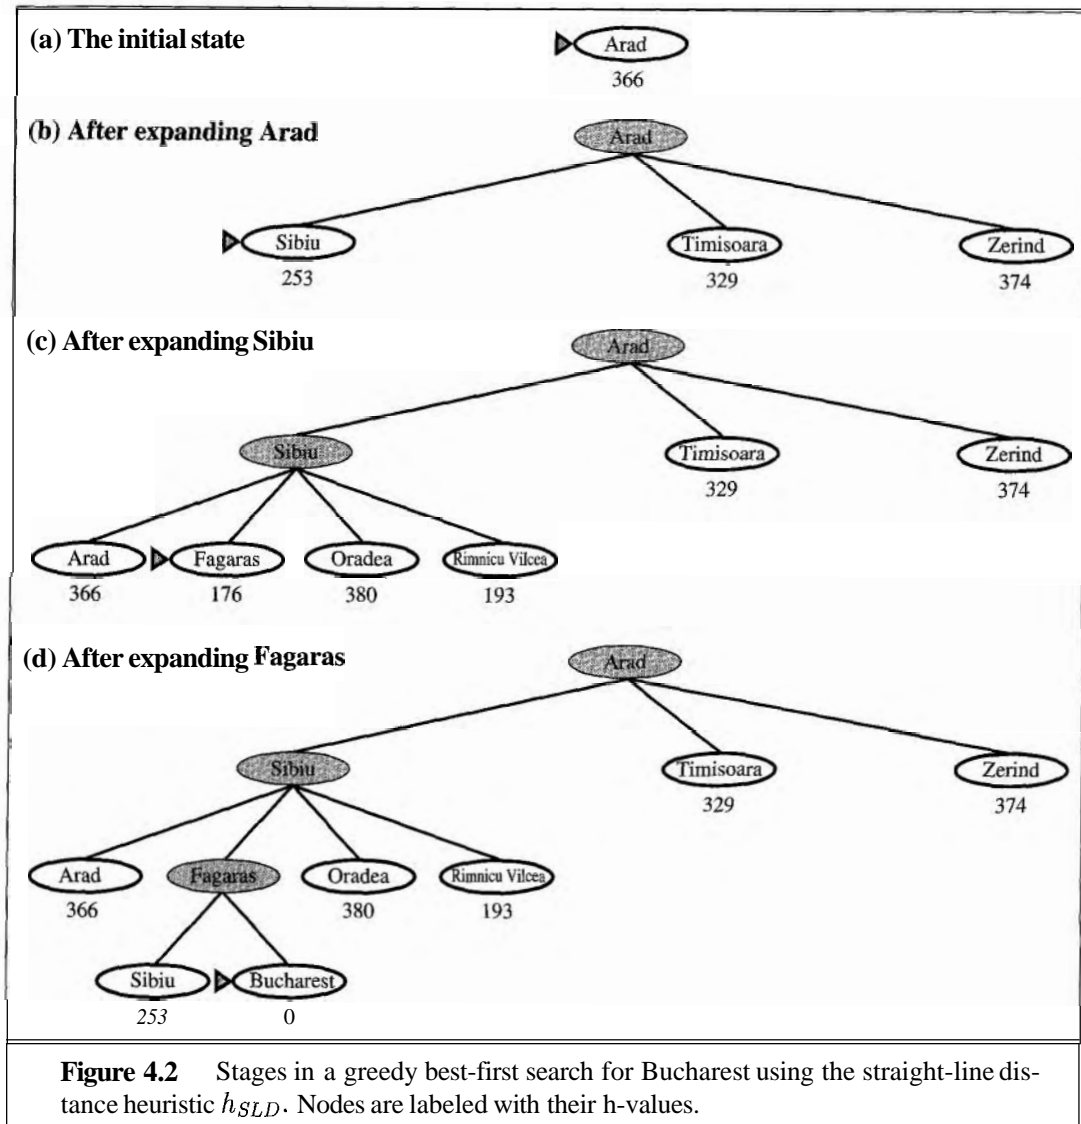 (a) The initial state
Arad
366
(b) After expanding Arad
Arad
Sibiu
Timisoara
Zerind
253
329
374
(c) After expanding Sibiu
Arad
Sibiu
Timisoara
Zerind
329
374
Arad
Fagaras
Oradea
Rimnicu Vilcea
366
176
380
193
(d) After expanding Fagaras
Arad
Sibiu
Timisoara
Zerind
329
374
Arad
Fagaras
Oradea
Rimnicu Vilcea
366
380
193
Sibiu
Bucharest
253
0
Figure 4.2 Stages in a greedy best-first search for Bucharest using the straight-line dis-
tance heuristic hSLD. Nodes are labeled with their h-values.